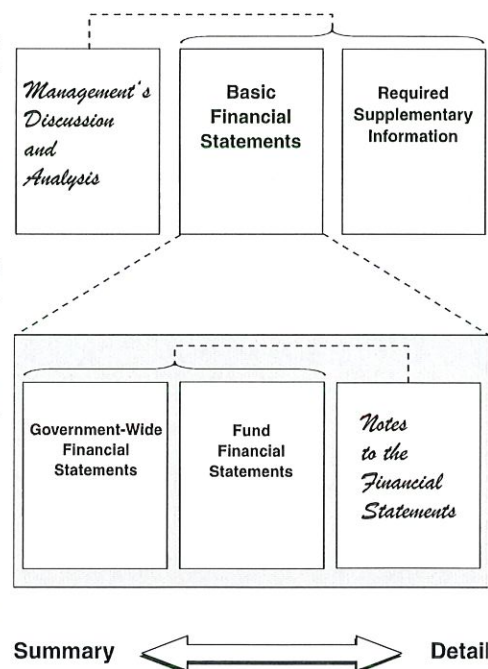 Management's
Discussion
and
Analysis
Basic
Financial
Statements
Required
Supplementary
Information
Government-Wide
Financial
Statements
Fund
Financial
Statements
Notes
to the
Financial
Statements
Summary
Detail